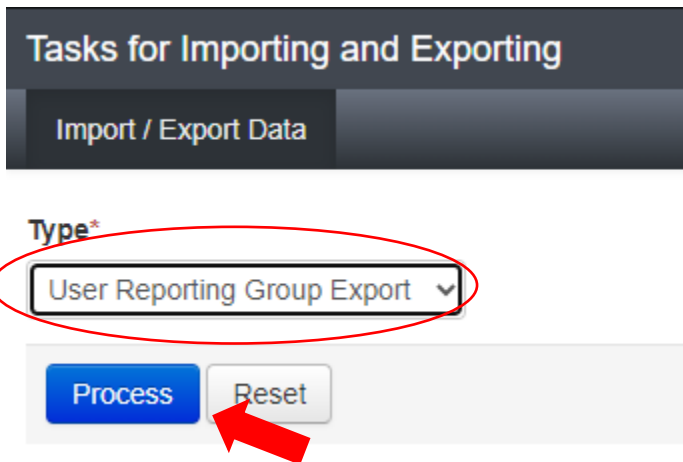 Tasks for Importing and Exporting
Import / Export Data
Type*
User Reporting Group Export
Process Reset